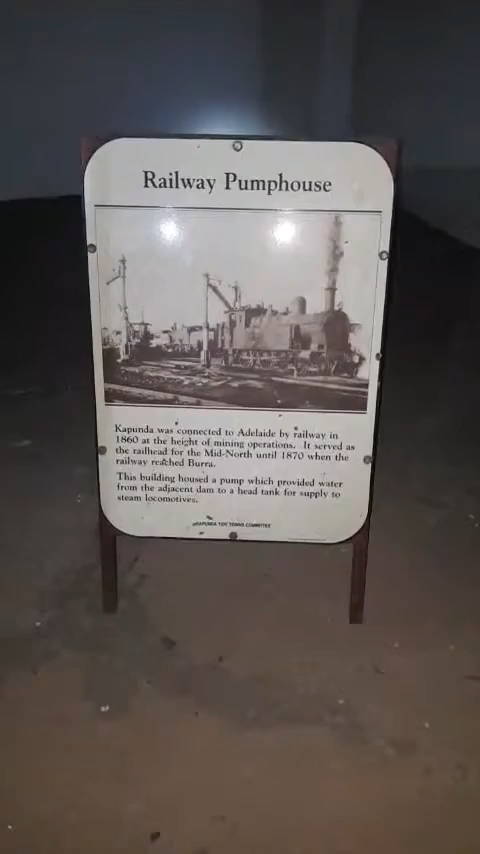 Railway Pumphouse
Kapunda was connected to Adelaide by railway in
1860 at the height of mining operations. It served as
the railhead for the Mid-North until 1870 when the
railway reached Burra.
This building housed a pump which provided water
from the adjacent dam to a head tank for supply to
steam locomotives.
KAPUNDA TIDY TOWNS COMMITTEE